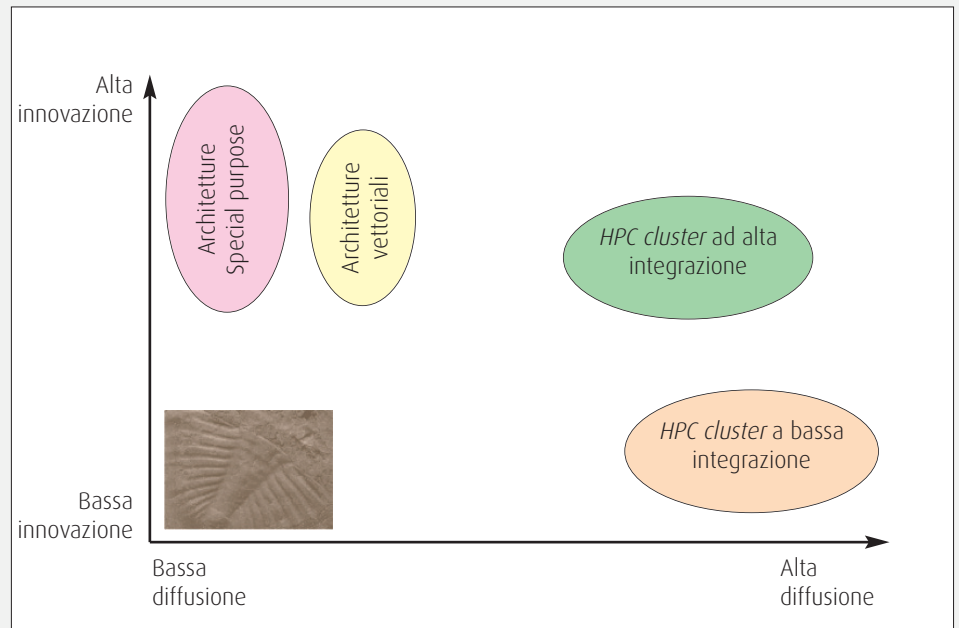 Alta
innovazione
Architetture
Special purpose
Architetture
vettoriali
HPC cluster ad alta
integrazione
HPC cluster a bassa
integrazione
Bassa
innovazione
Bassa
diffusione
Alta
diffusione